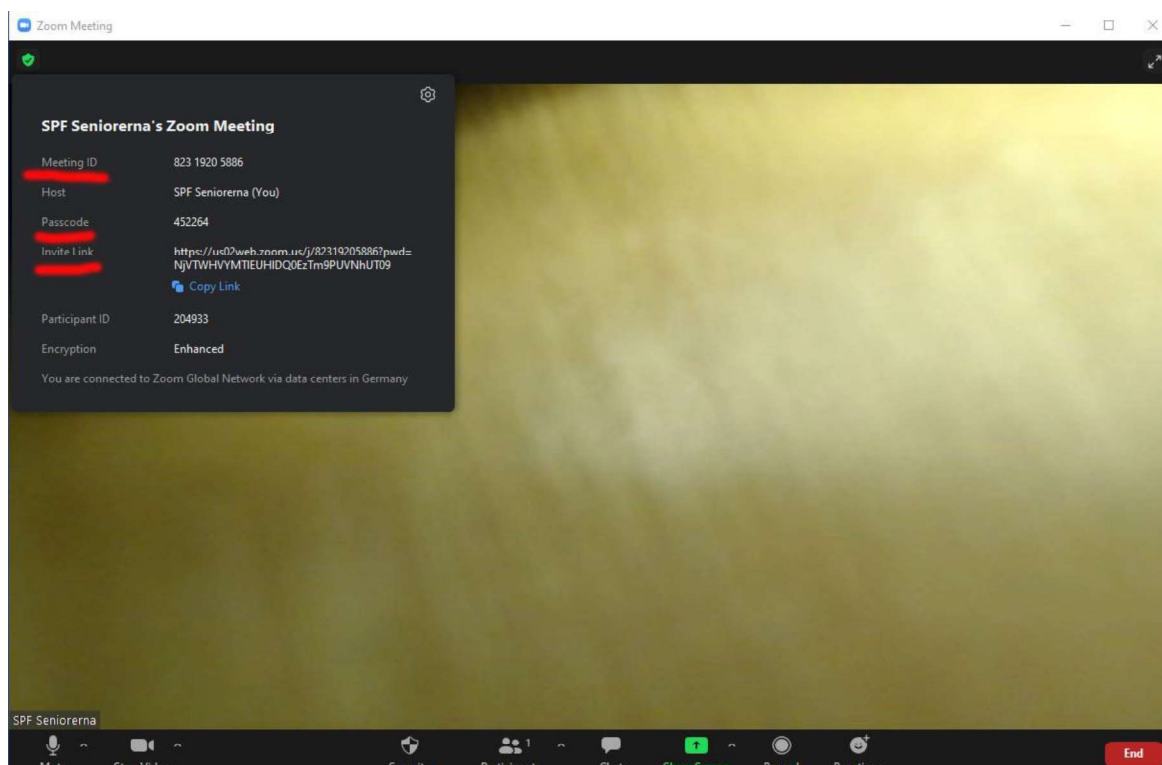 Zoom Meeting
SPF Seniorerna's Zoom Meeting
Meeting ID 823 1920 5886
Host SPF Seniorerna (You)
Passcode 452264
Invite Link https://us02web.zoom.us/j/82319205886?pwd=
NjVTWHVYMTlEUHlDQ0EzTm9PUVNhUT09
Copy Link
Participant ID 204933
Encryption Enhanced
You are connected to Zoom Global Network via data centers in Germany
SPF Seniorerna
1
End